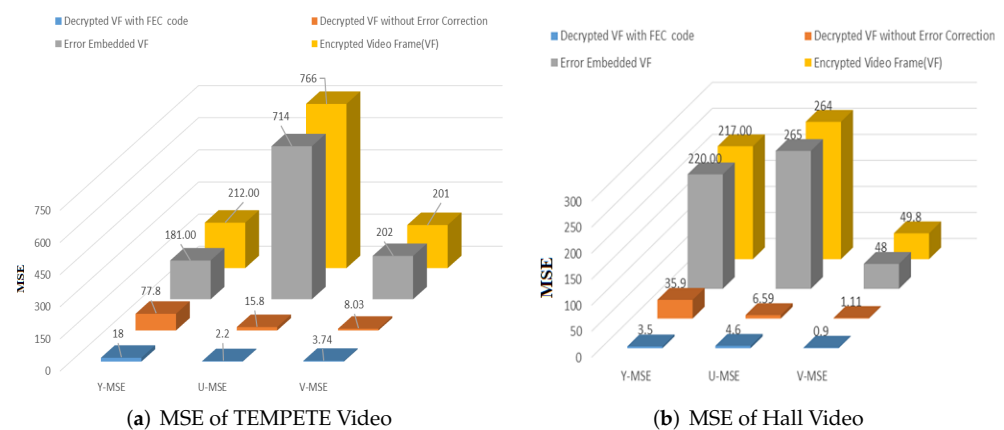 Decrypted VF with FEC code
Decrypted VF without Error Correction
Error Embedded VF
Encrypted Video Frame(VF)
766
714
212.00
181.00
201
202
77.8
15.8
8.03
18
2.2
3.74
750
600
450
300
150
0
MSE
Y-MSE
U-MSE
V-MSE
(a) MSE of TEMPETE Video
Decrypted VF with FEC code
Decrypted VF without Error Correction
Error Embedded VF
Encrypted Video Frame(VF)
264
217.00
265
220.00
49.8
48
35.9
6.59
1.11
3.5
4.6
0.9
300
250
200
150
100
50
0
MSE
Y-MSE
U-MSE
V-MSE
(b) MSE of Hall Video